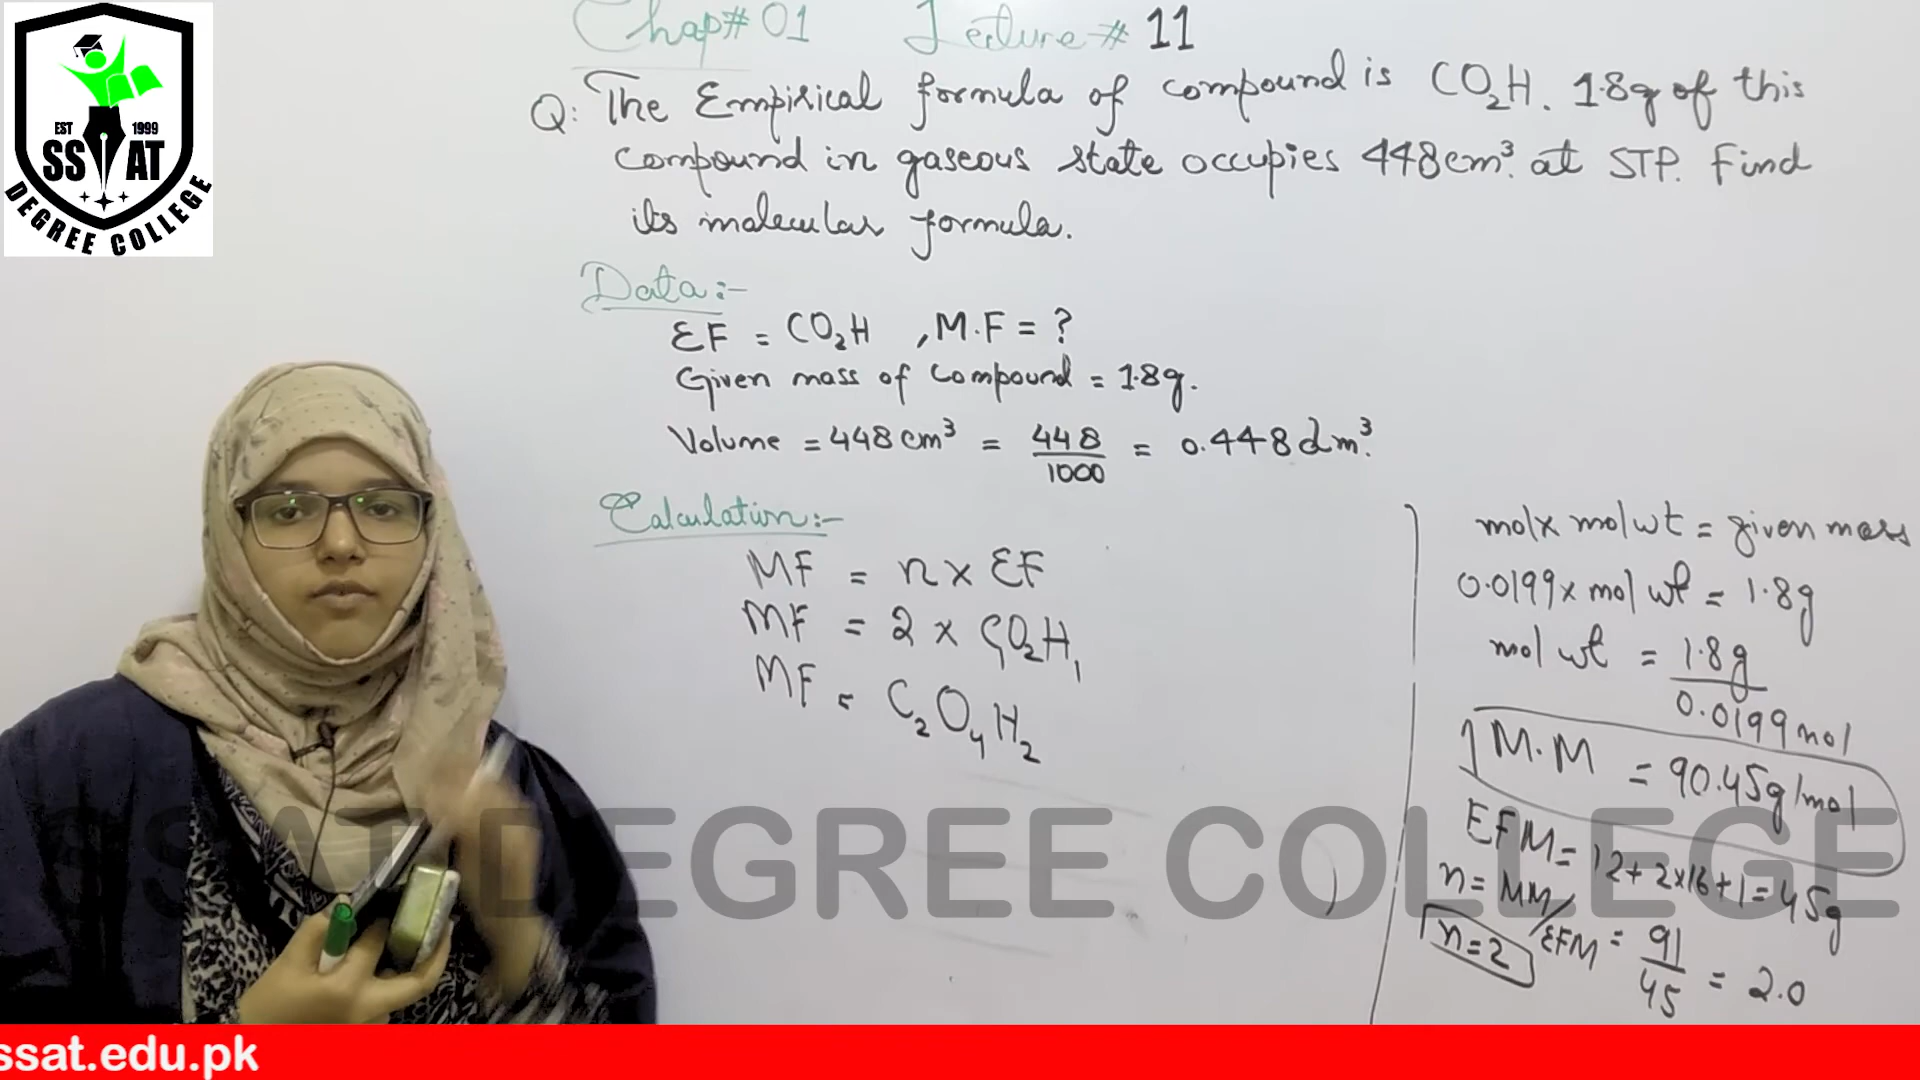 EST 1999
SSAT
DEGREE COLLEGE
Chap# 01 Lecture # 11
Q: The Empirical formula of compound is CO₂H. 1.8g of this
compound in gaseous state occupies 448cm³. at STP. Find
its molecular formula.
Data:-
EF = CO₂H , M.F = ?
Given mass of compound = 1.8g.
Volume = 448 cm³ = 448/1000 = 0.448 dm³.
Calculation:-
MF = n x EF
MF = 2 x C₁O₂H₁
MF = C₂O₄H₂
mol x mol wt = given mass
0.0199 x mol wt = 1.8g
mol wt = 1.8g/0.0199 mol
M.M = 90.45g/mol
EFM = 12+2x16+1=45g
n = MM/EFM = 91/45 = 2.0
n=2
SSAT DEGREE COLLEGE
ssat.edu.pk